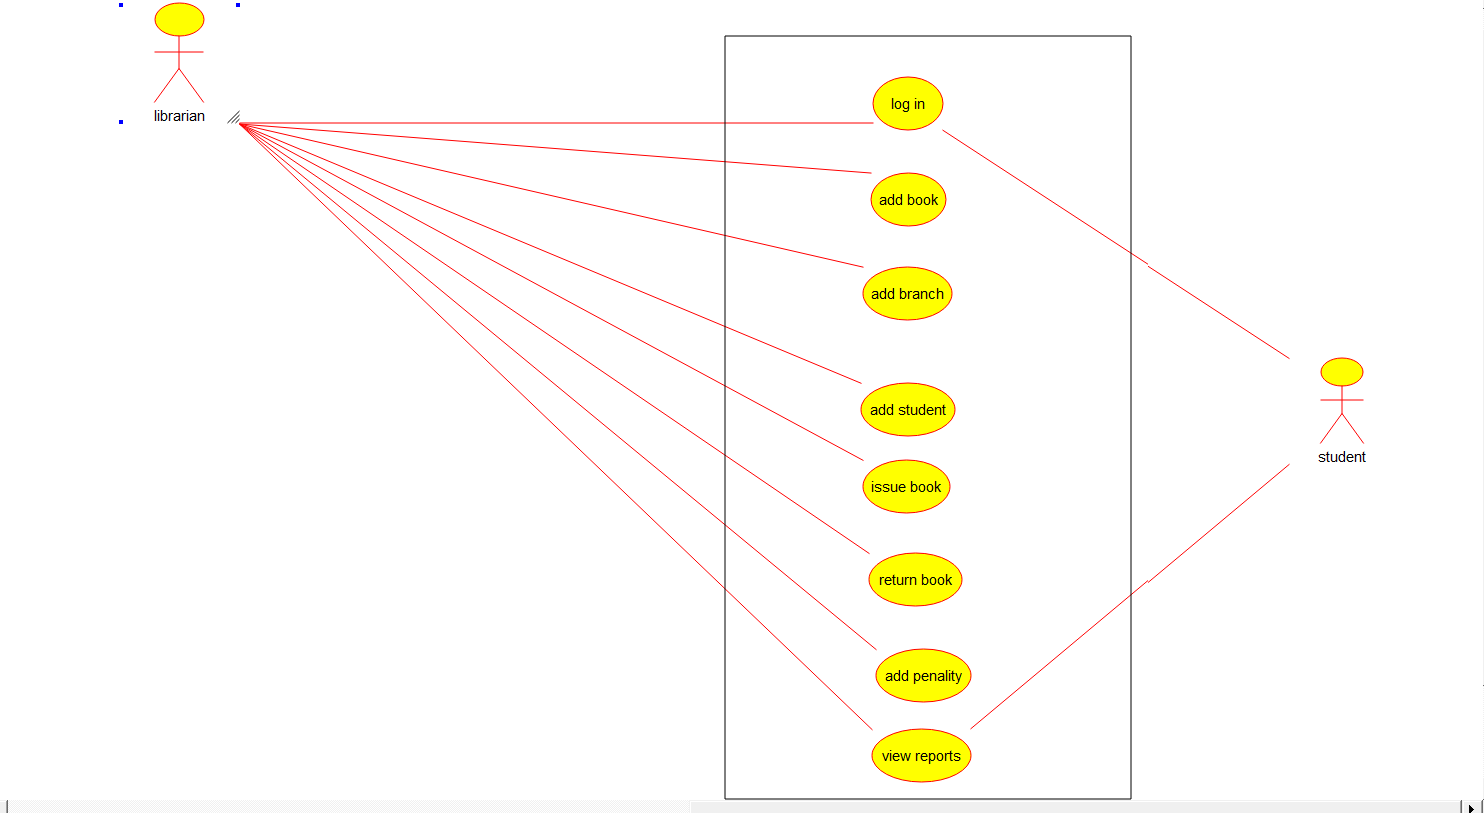 librarian
log in
add book
add branch
add student
issue book
return book
add penality
view reports
student